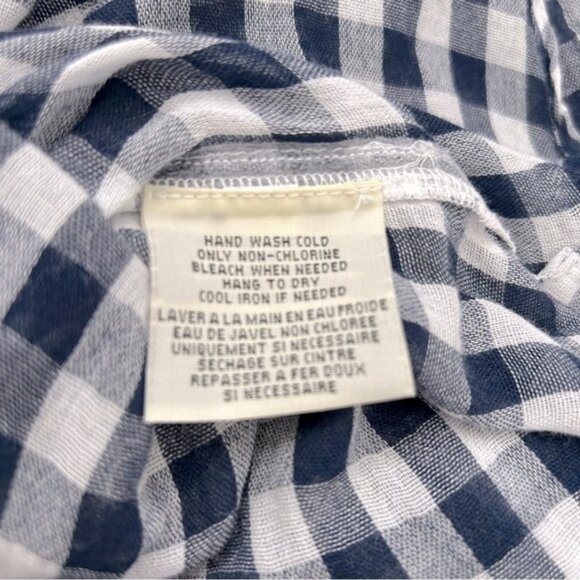 HAND WASH COLD
ONLY NON-CHLORINE
BLEACH WHEN NEEDED
HANG TO DRY
COOL IRON IF NEEDED
LAVER A LA MAIN EN EAU FROIDE
EAU DE JAVEL NON CHLOREE
UNIQUEMENT SI NECESSAIRE
SECHAGE SUR CINTRE
REPASSER A FER DOUX
SI NECESSAIRE